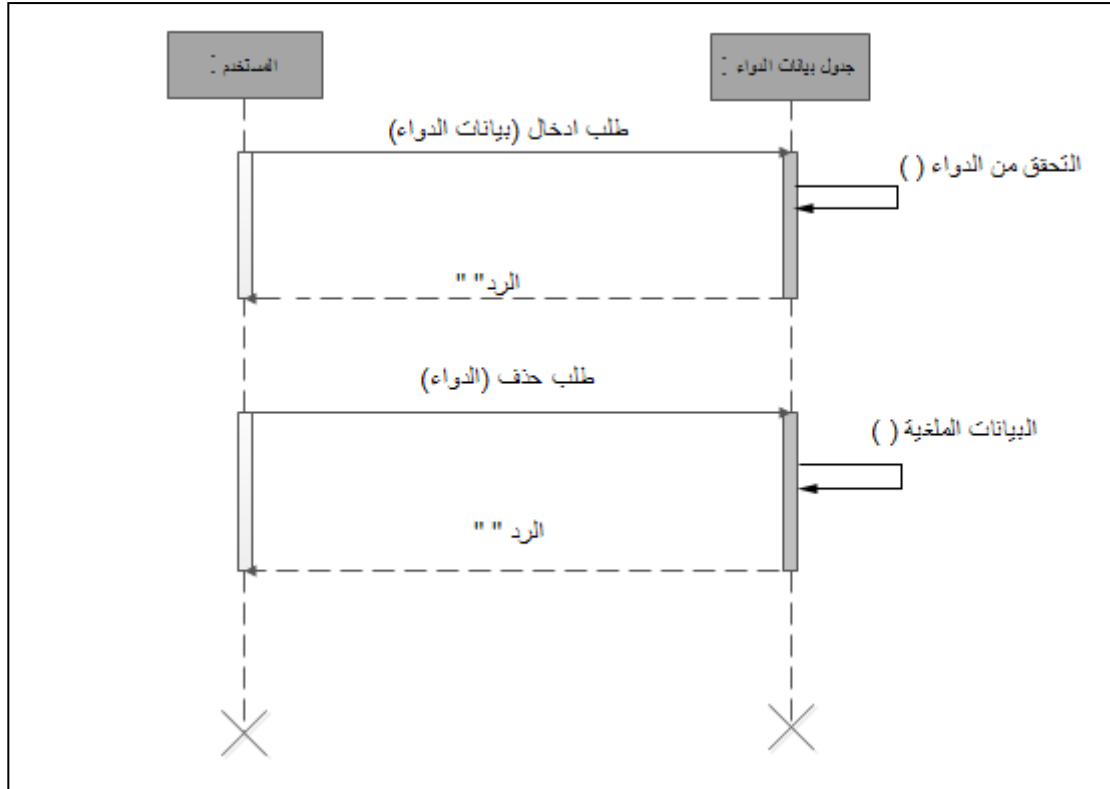 المستخدم :
جدول بيانات الدواء :
طلب ادخال (بيانات الدواء)
التحقق من الدواء ( )
الرد" "
طلب حذف (الدواء)
البيانات الملغية ( )
الرد " "